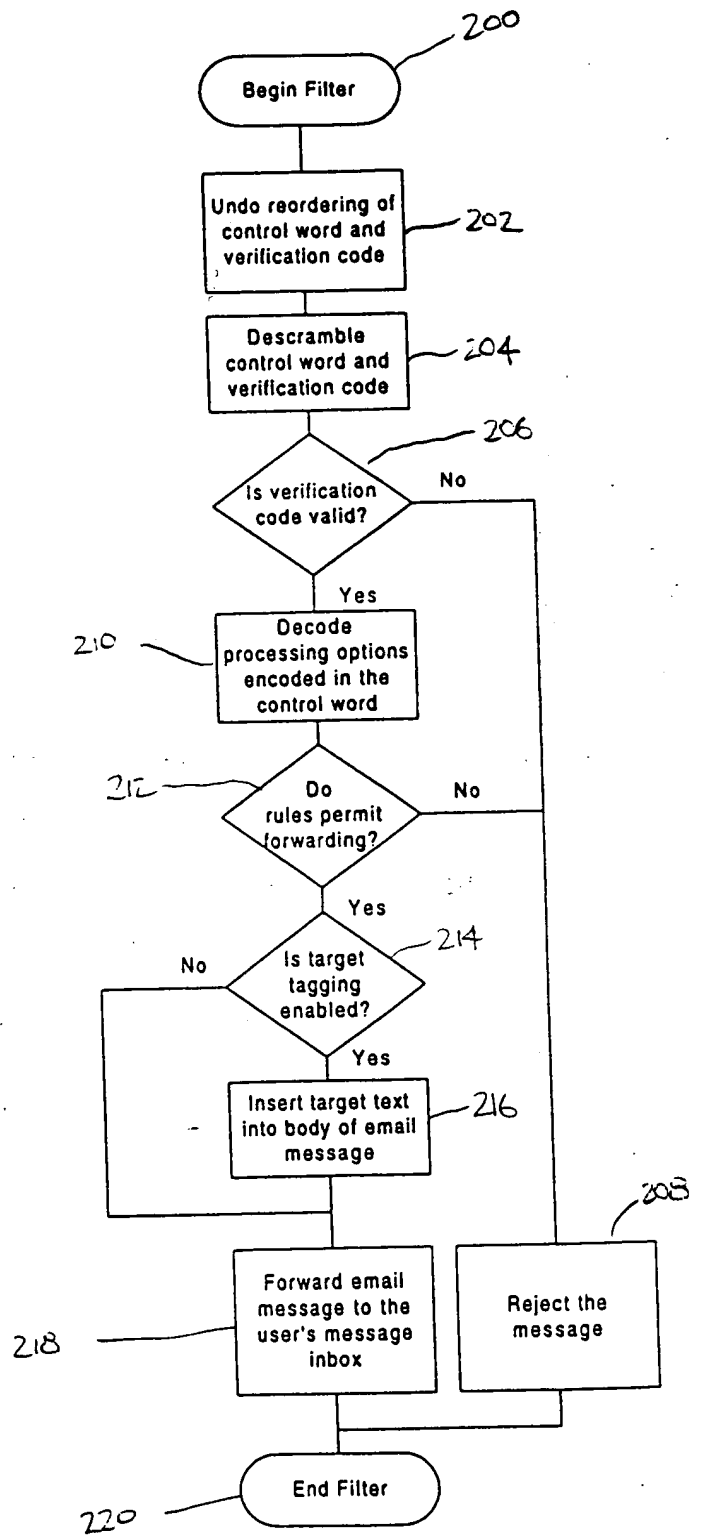 200
Begin Filter
Undo reordering of
control word and
verification code
202
Descramble
control word and
verification code
204
206
Is verification
code valid?
No
Yes
210
Decode
processing options
encoded in the
control word
212
Do
rules permit
forwarding?
No
Yes
214
No
Is target
tagging
enabled?
Yes
Insert target text
into body of email
message
216
208
Forward email
message to the
user's message
inbox
218
Reject the
message
End Filter
220